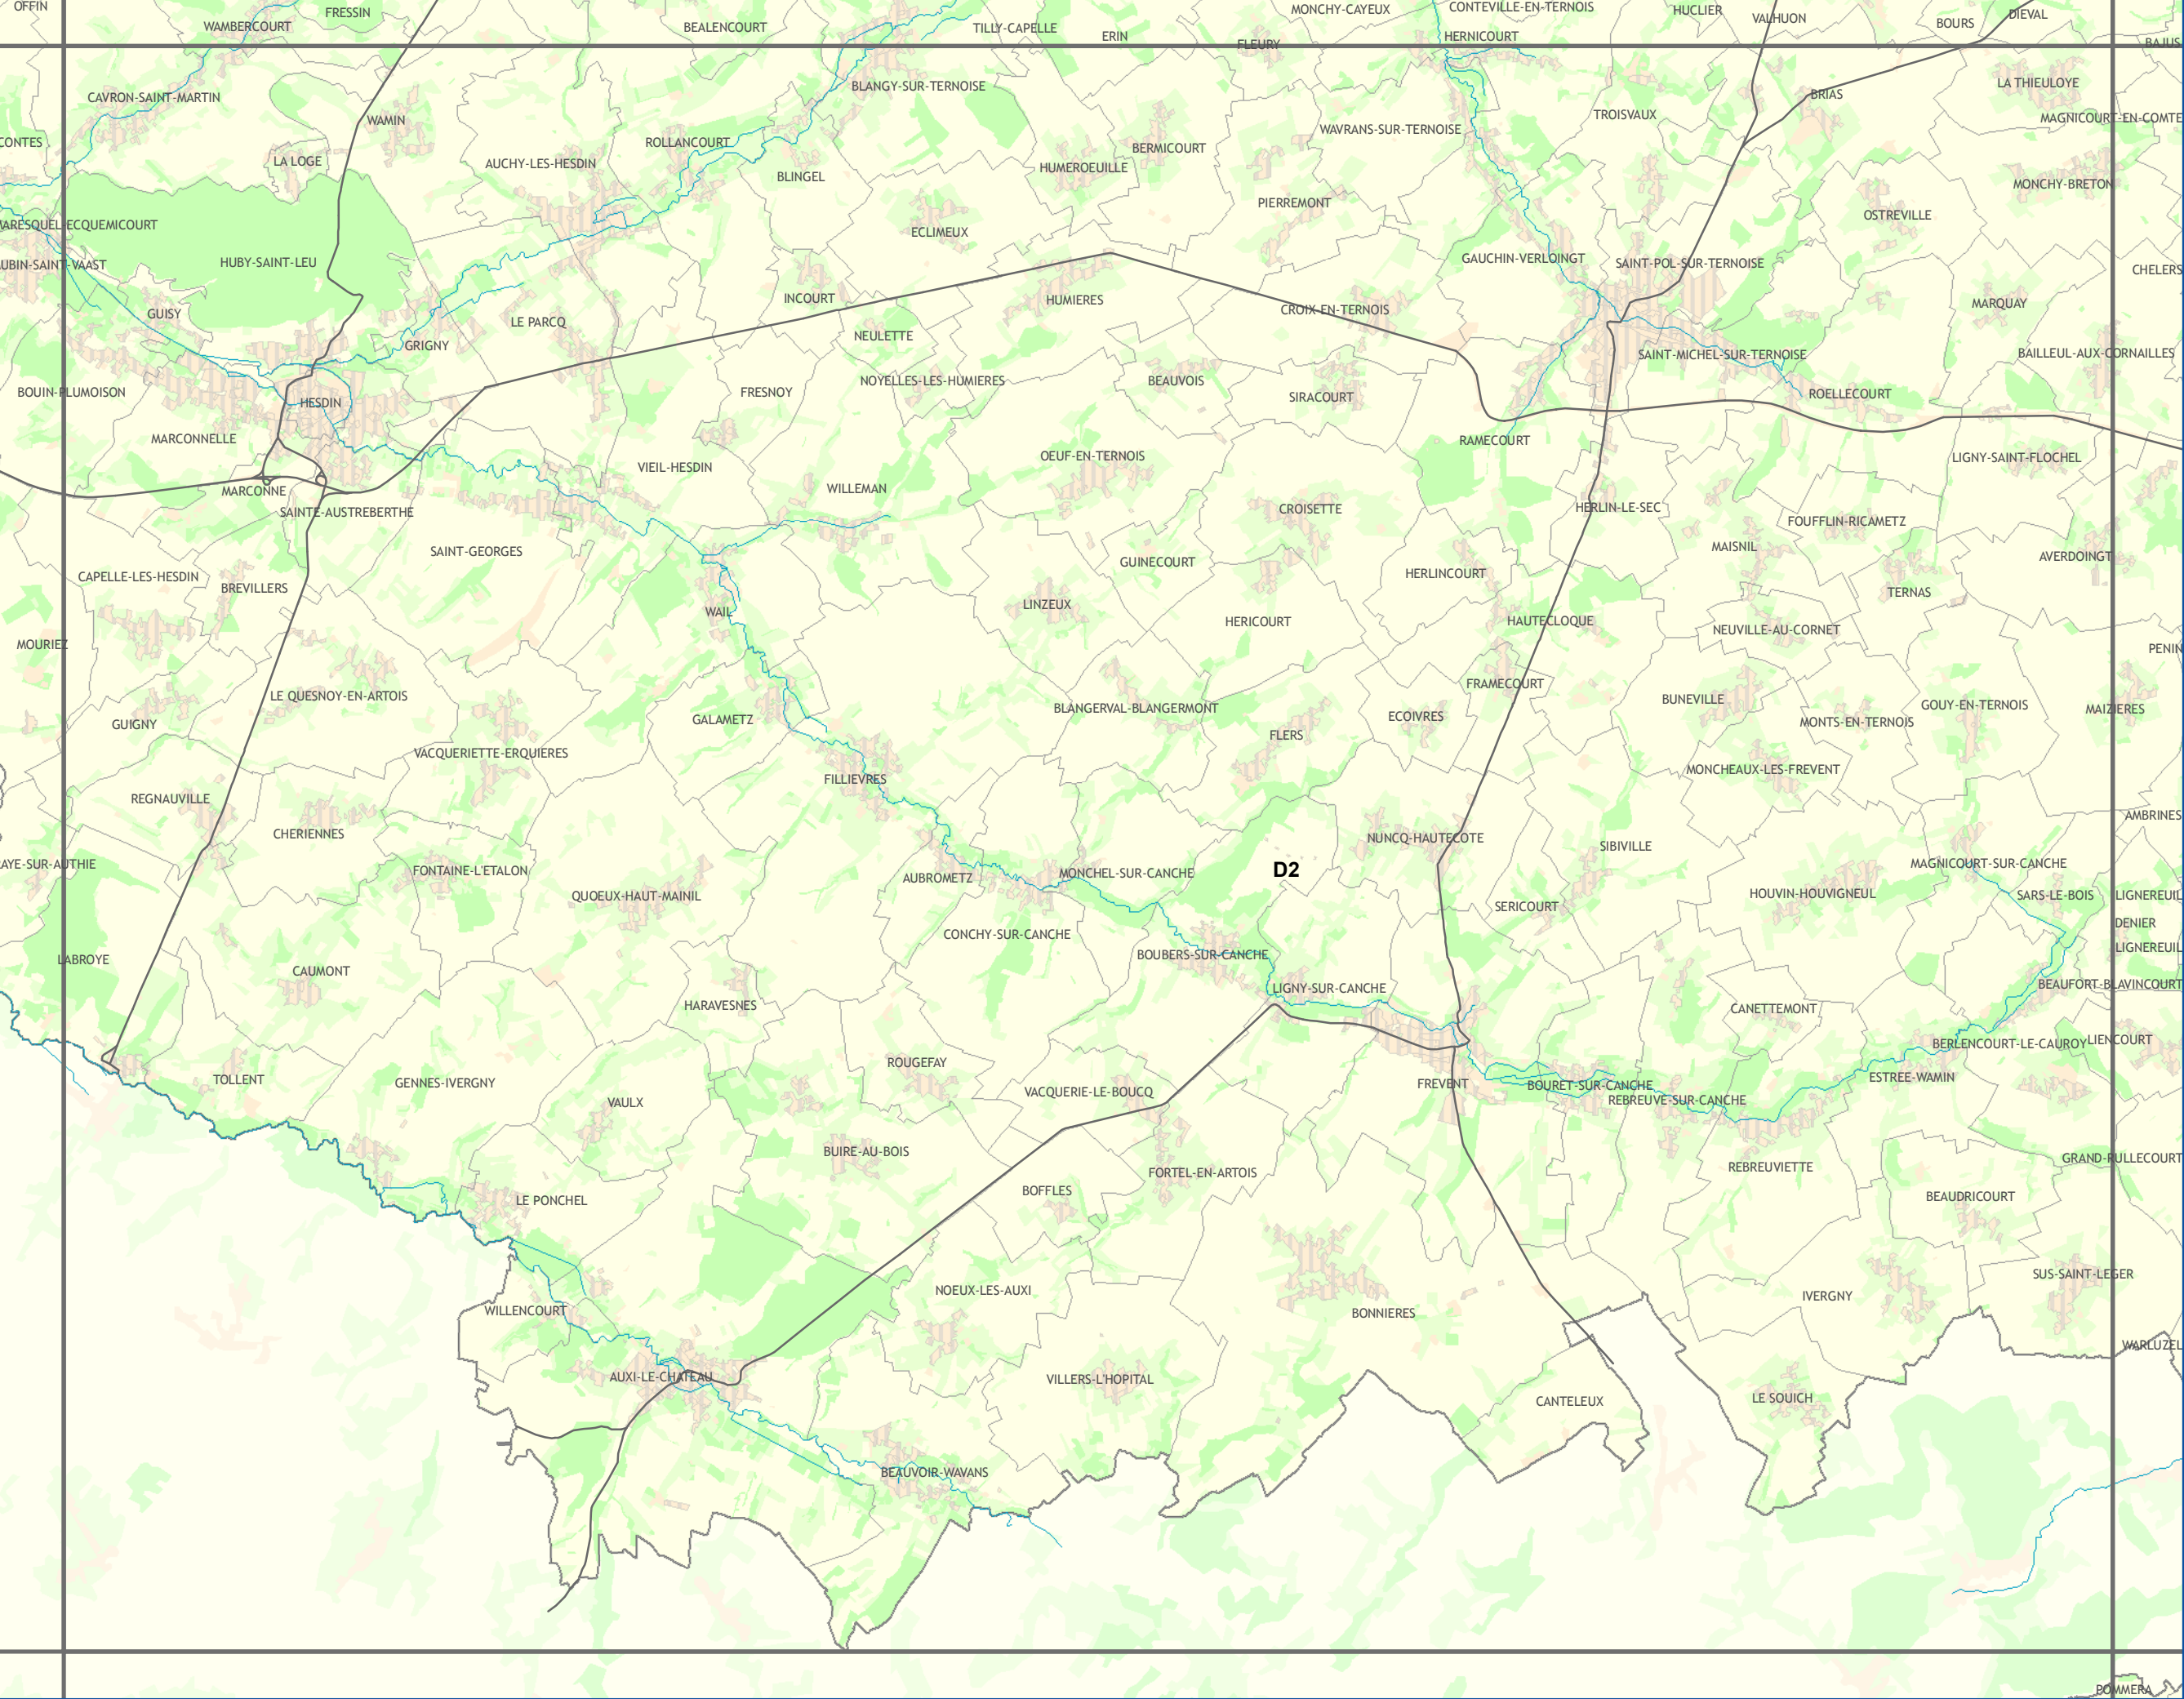 OFFIN
FRESSIN
WAMBERCOURT
BEALENCOURT
TILLY-CAPELLE
ERIN
MONCHY-CAYEUX
CONTEVILLE-EN-TERNOIS
HUCLIER
VALHUON
BOURS
DIEVAL
FLEURY
HERNICOURT
BAJUS
CAVRON-SAINT-MARTIN
WAMIN
BLANGY-SUR-TERNOISE
BRIAS
LA THIEULOYE
TROISVAUX
MAGNICOURT-EN-COMTE
CONTES
WAVRANS-SUR-TERNOISE
LA LOGE
AUCHY-LES-HESDIN
ROLLANCOURT
BLINGEL
HUMEROEUILLE
BERMICOURT
MONCHY-BRETON
PIERREMONT
OSTREVILLE
MARESQUEL-ECQUEMICOURT
ECLIMEUX
UBIN-SAINT-VAAST
HUBY-SAINT-LEU
GAUCHIN-VERLOINGT
SAINT-POL-SUR-TERNOISE
CHELERS
GUISY
LE PARCQ
INCOURT
HUMIERES
CROIX-EN-TERNOIS
MARQUAY
GRIGNY
NEULETTE
SAINT-MICHEL-SUR-TERNOISE
BAILLEUL-AUX-CORNAILLES
BOUIN-PLUMOISON
HESDIN
FRESNOY
NOYELLES-LES-HUMIERES
BEAUVOIS
SIRACOURT
ROELLECOURT
MARCONNELLE
RAMECOURT
VIEIL-HESDIN
OEUF-EN-TERNOIS
LIGNY-SAINT-FLOCHEL
MARCONNE
WILLEMAN
SAINTE-AUSTREBERTHE
CROISETTE
HERLIN-LE-SEC
FOUFFLIN-RICAMETZ
SAINT-GEORGES
MAISNIL
AVERDOINGT
CAPELLE-LES-HESDIN
BREVILLERS
GUINECOURT
HERLINCOURT
TERNAS
WAIL
LINZEUX
HERICOURT
HAUTECLOQUE
NEUVILLE-AU-CORNET
MOURIEZ
PENIN
LE QUESNOY-EN-ARTOIS
FRAMECOURT
BUNEVILLE
GUIGNY
GALAMETZ
BLANGERVAL-BLANGERMONT
ECOIVRES
MONTS-EN-TERNOIS
GOUY-EN-TERNOIS
MAIZIERES
FLERS
VACQUERIETTE-ERQUIERES
MONCHEAUX-LES-FREVENT
REGNAUVILLE
FILLIEVRES
AMBRINES
CHERIENNES
NUNCQ-HAUTECOTE
SIBIVILLE
AYE-SUR-AUTHIE
FONTAINE-L'ETALON
AUBROMETZ
MONCHEL-SUR-CANCHE
D2
MAGNICOURT-SUR-CANCHE
QUOEUX-HAUT-MAINIL
SERICOURT
HOUVIN-HOUVIGNEUL
SARS-LE-BOIS
LIGNEREUIL
DENIER
CONCHY-SUR-CANCHE
LIGNEREUIL
LABROYE
CAUMONT
BOUBERS-SUR-CANCHE
LIGNY-SUR-CANCHE
BEAUFORT-BLAVINCOURT
HARAVESNES
CANETTEMONT
BERLENCOURT-LE-CAUROY
LIENCOURT
TOLLENT
GENNES-IVERGNY
ROUGEFAY
VACQUERIE-LE-BOUCQ
FREVENT
BOURET-SUR-CANCHE
ESTREE-WAMIN
VAULX
REBREUVE-SUR-CANCHE
BUIRE-AU-BOIS
REBREUVIETTE
GRAND-RULLECOURT
LE PONCHEL
BOFFLES
FORTEL-EN-ARTOIS
BEAUDRICOURT
NOEUX-LES-AUXI
SUS-SAINT-LEGER
WILLENCOURT
BONNIERES
IVERGNY
WARLUZEL
AUXI-LE-CHATEAU
VILLERS-L'HOPITAL
CANTELEUX
LE SOUICH
BEAUVOIR-WAVANS
POMMERA